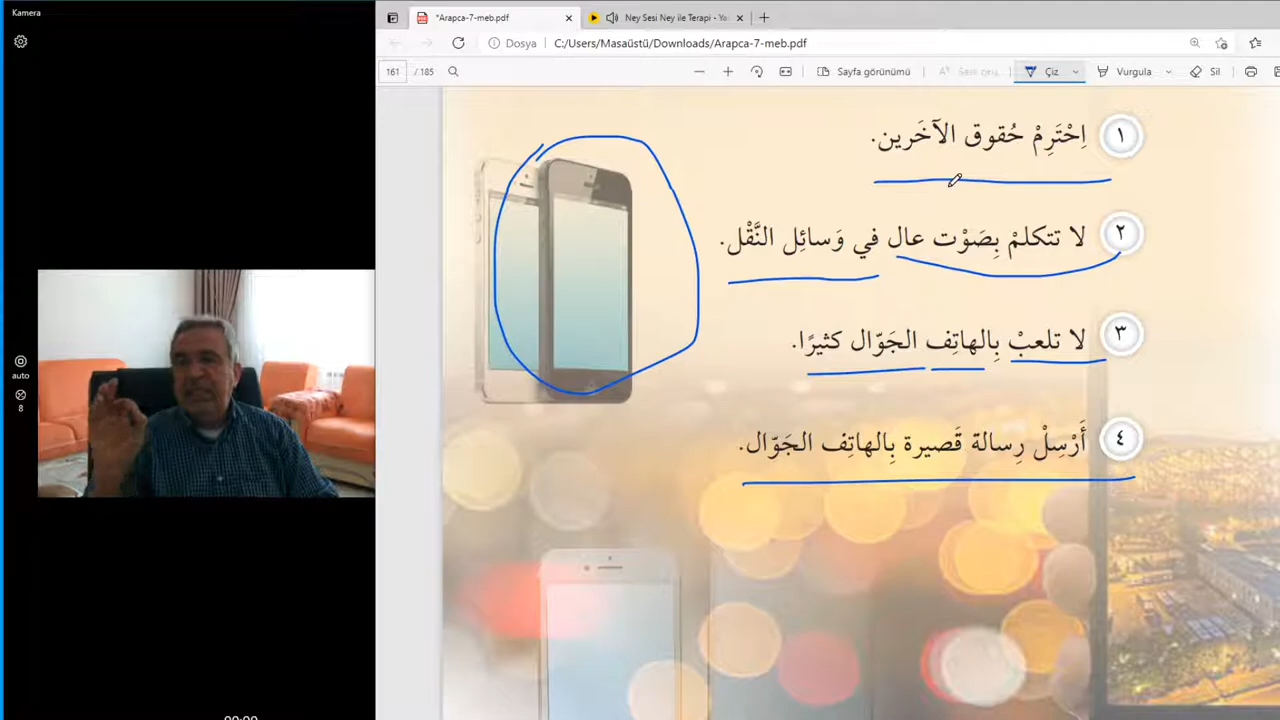 Kamera
*Arapca-7-meb.pdf
Ney Sesi Ney ile Terapi - Yo
Dosya
C:/Users/Masaüstü/Downloads/Arapca-7-meb.pdf
161 / 185
Sayfa görünümü
Çiz
Vurgula
Sil
١ اِحْتَرِمْ حُقوق الآخَرين.
٢ لا تتكلمْ بِصَوْت عال في وَسائِل النَّقْل.
٣ لا تلعبْ بِالهاتِف الجَوّال كثيرًا.
٤ أَرْسِلْ رِسالة قَصيرة بِالهاتِف الجَوّال.
auto
8